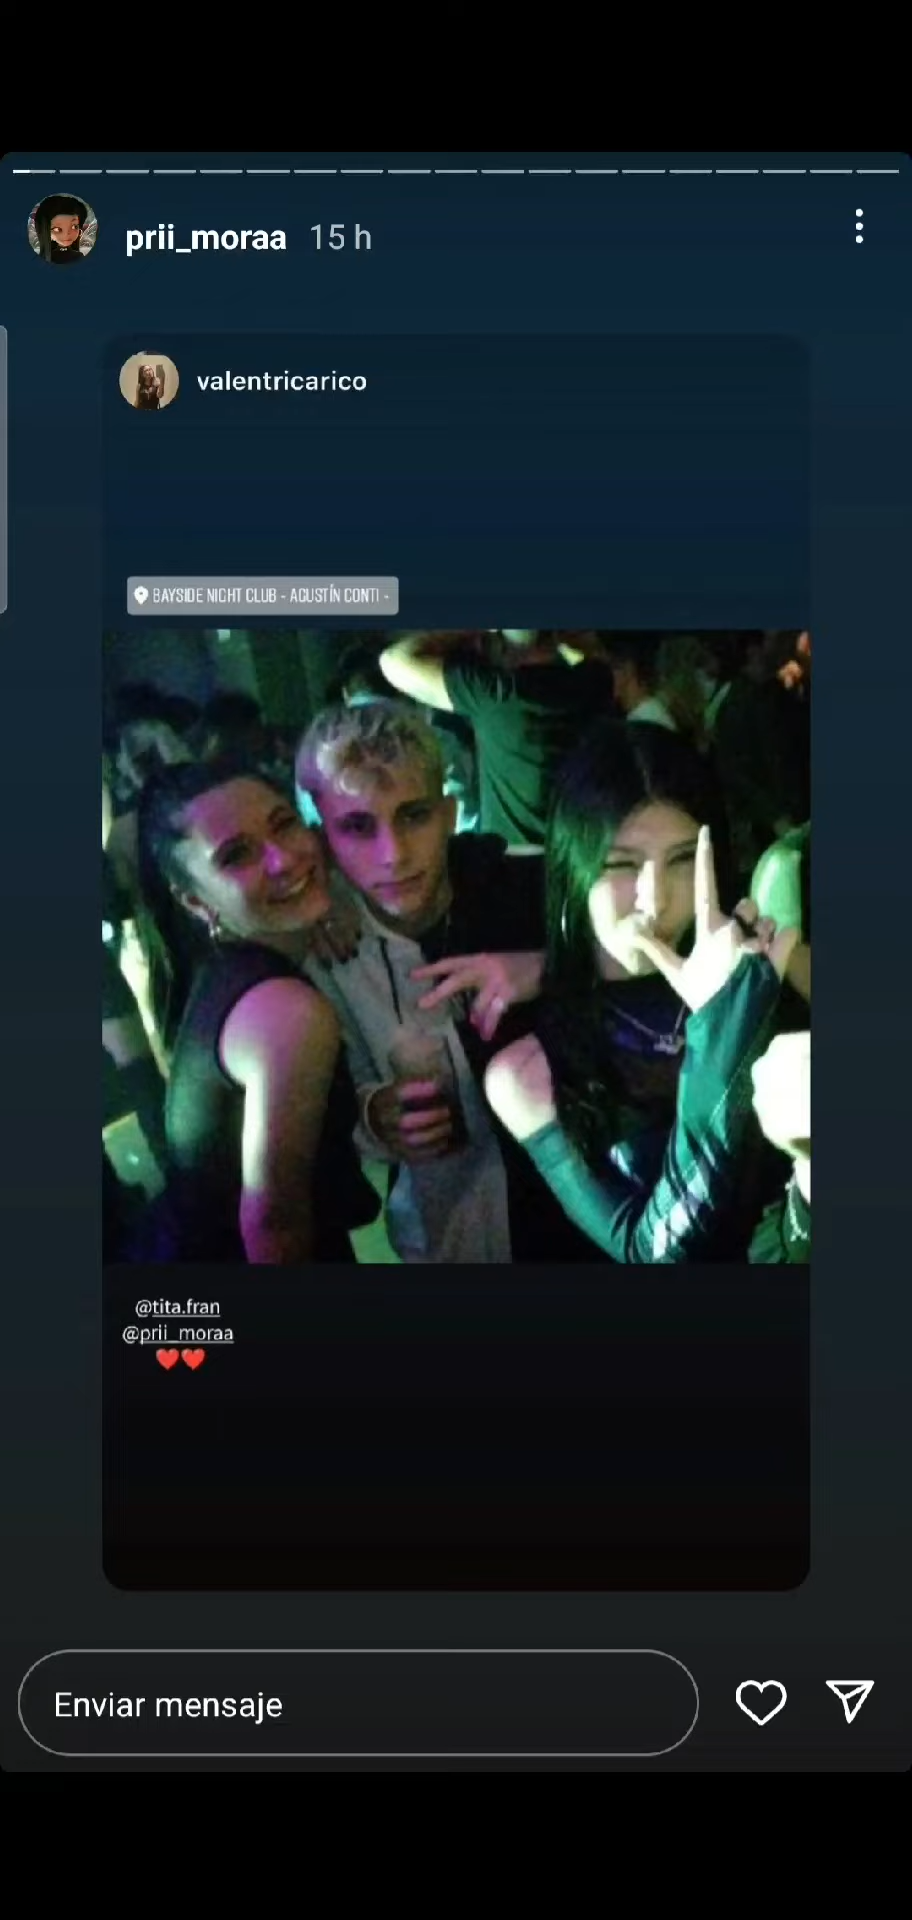 prii_moraa 15 h
valentricarico
BAYSIDE NIGHT CLUB - AGUSTÍN CONTI -
@tita.fran
@prii_moraa
❤️❤️
Enviar mensaje